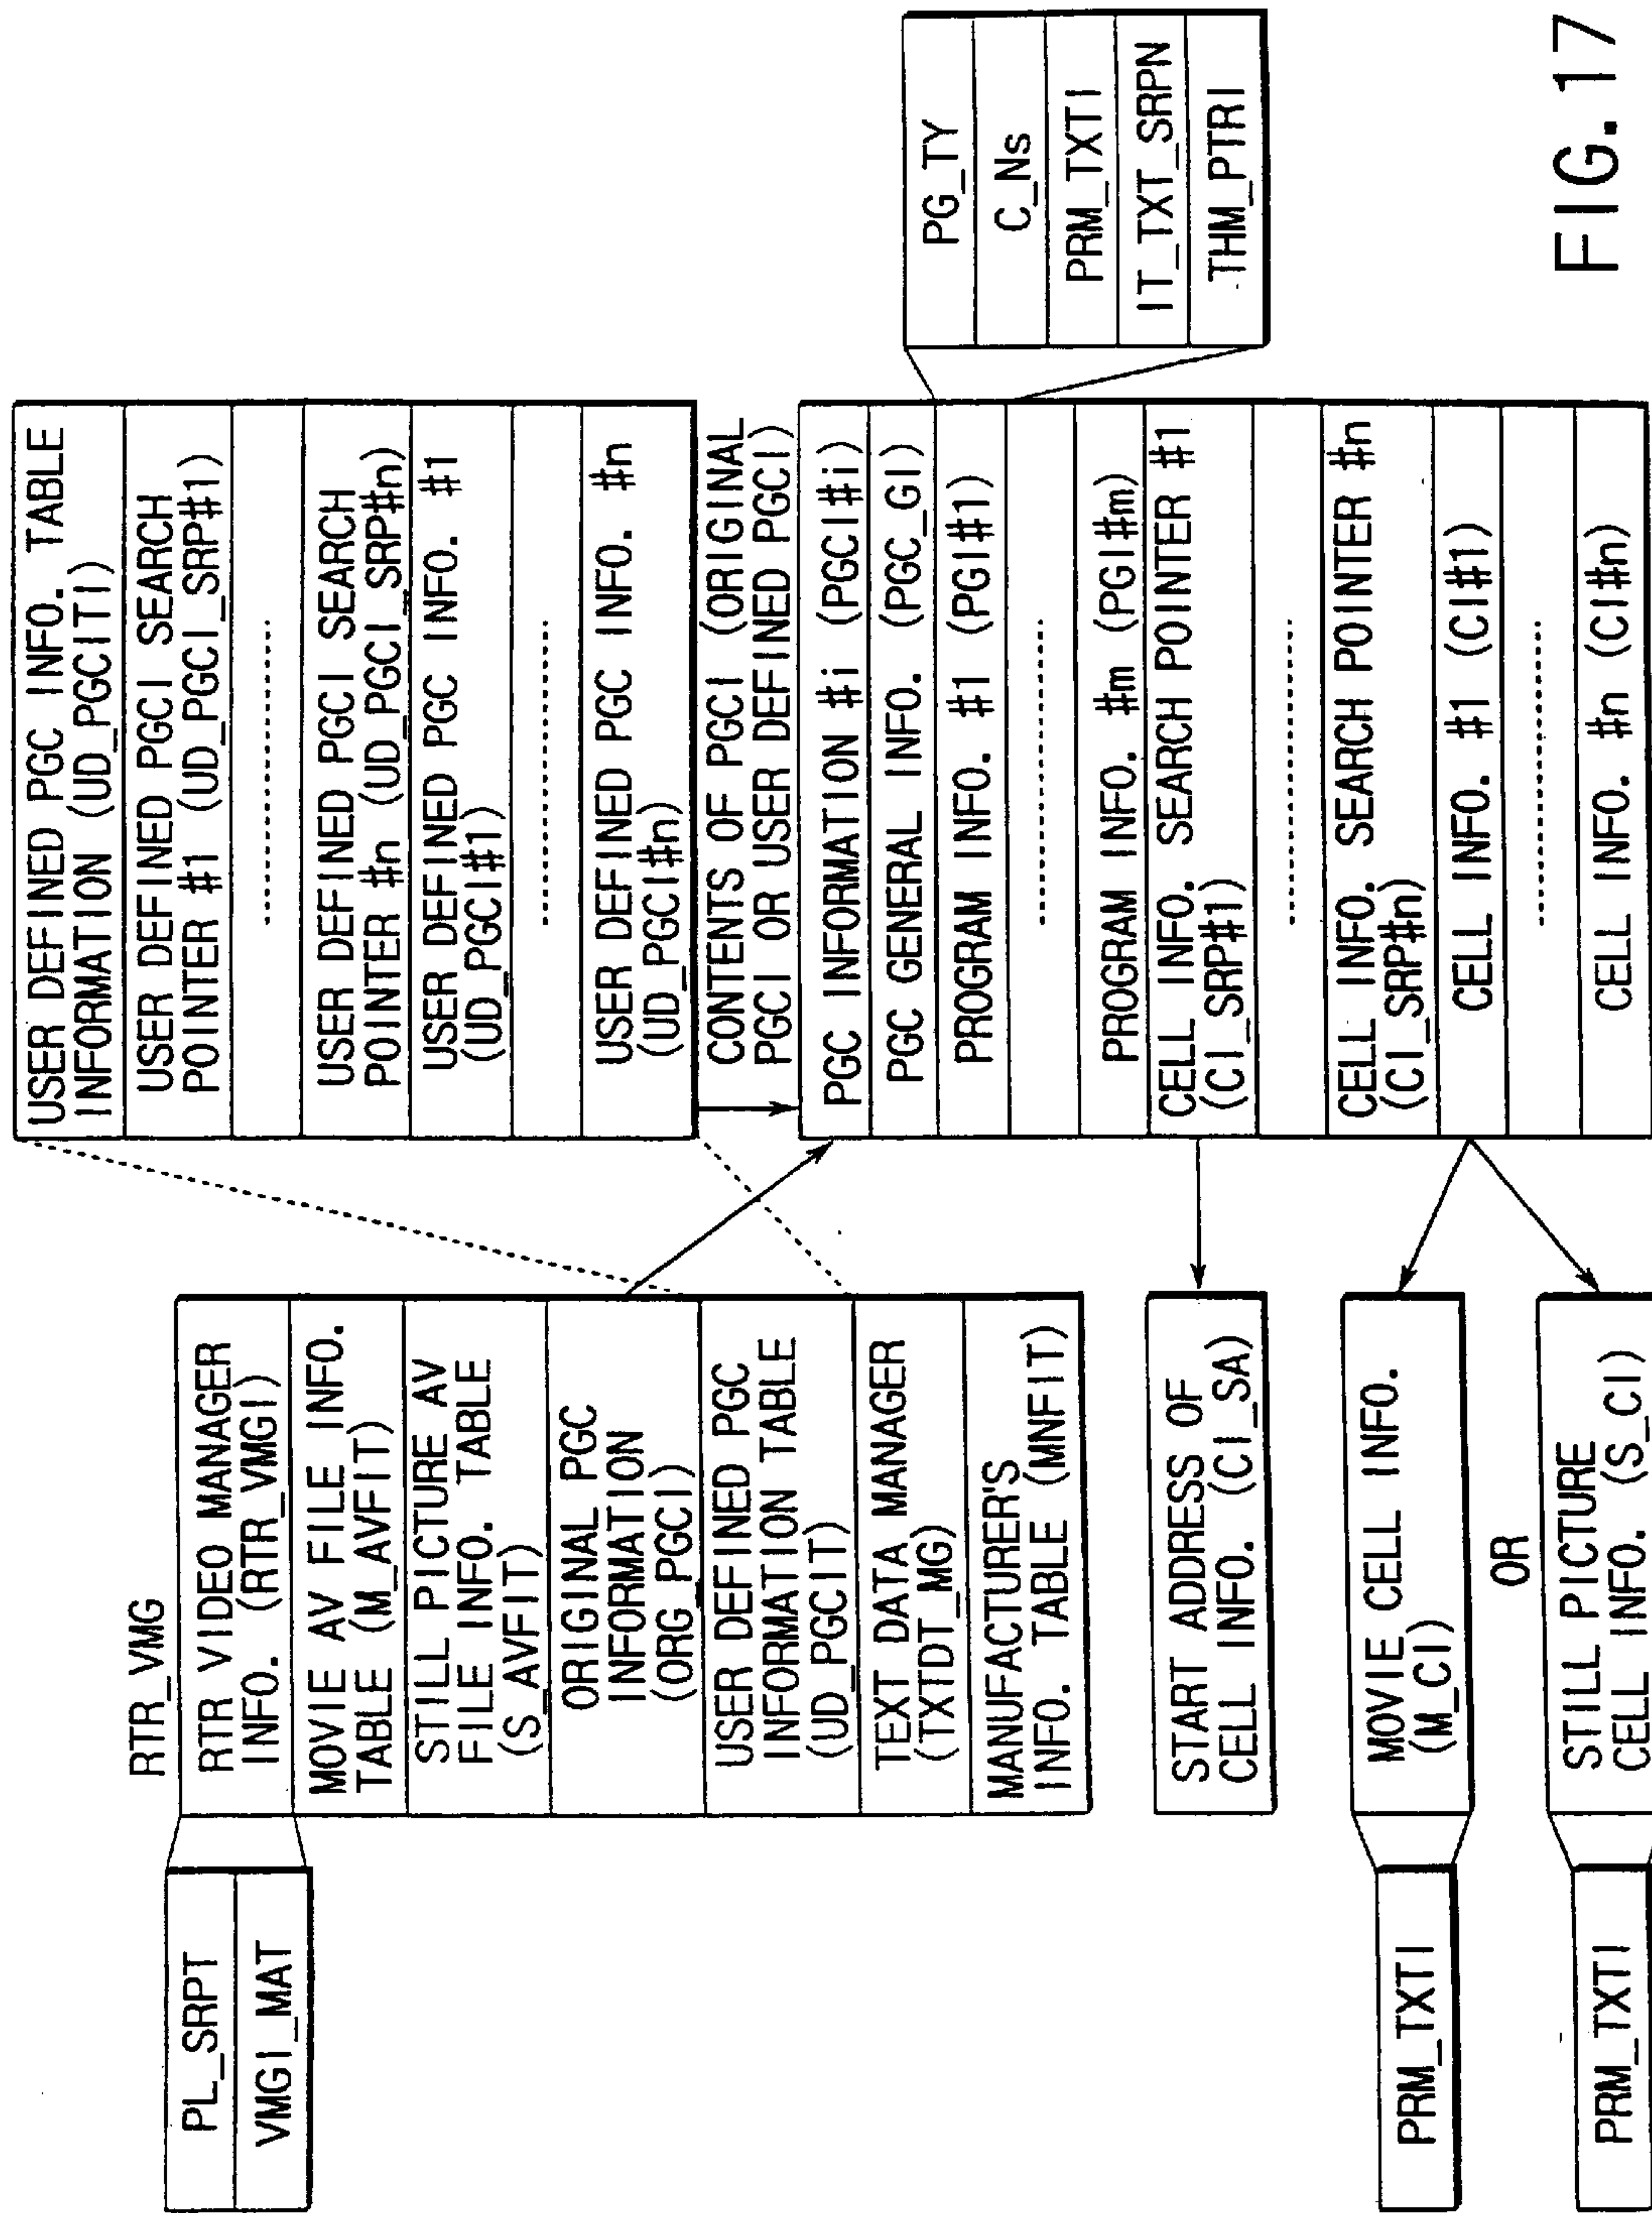 RTR_VMG
PL_SRPT
VMGI_MAT
RTR VIDEO MANAGER
INFO. (RTR_VMGI)
MOVIE AV FILE INFO.
TABLE (M_AVFIT)
STILL PICTURE AV
FILE INFO. TABLE
(S_AVFIT)
ORIGINAL PGC
INFORMATION
(ORG_PGCI)
USER DEFINED PGC
INFORMATION TABLE
(UD_PGCIT)
TEXT DATA MANAGER
(TXTDT_MG)
MANUFACTURER'S
INFO. TABLE (MNFIT)
START ADDRESS OF
CELL INFO. (CI_SA)
PRM_TXTI
MOVIE CELL INFO.
(M_CI)
OR
PRM_TXTI
STILL PICTURE
CELL INFO. (S_CI)
USER DEFINED PGC INFO. TABLE
INFORMATION (UD_PGCITI)
USER DEFINED PGCI SEARCH
POINTER #1 (UD_PGCI_SRP#1)
USER DEFINED PGCI SEARCH
POINTER #n (UD_PGCI_SRP#n)
USER DEFINED PGC INFO. #1
(UD_PGCI#1)
USER DEFINED PGC INFO. #n
(UD_PGCI#n)
CONTENTS OF PGCI (ORIGINAL
PGCI OR USER DEFINED PGCI)
PGC INFORMATION #i (PGCI#i)
PGC GENERAL INFO. (PGC_GI)
PROGRAM INFO. #1 (PGI#1)
PROGRAM INFO. #m (PGI#m)
CELL INFO. SEARCH POINTER #1
(CI_SRP#1)
CELL INFO. SEARCH POINTER #n
(CI_SRP#n)
CELL INFO. #1 (CI#1)
CELL INFO. #n (CI#n)
PG_TY
C_Ns
PRM_TXTI
IT_TXT_SRPN
THM_PTRI
FIG. 17